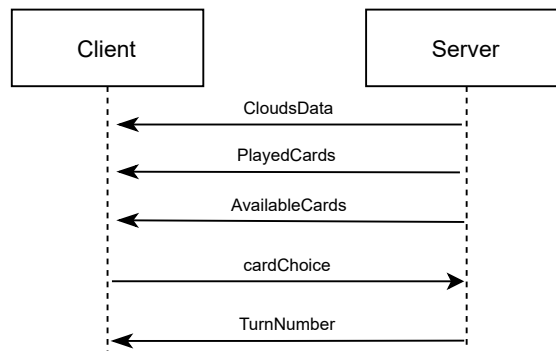 Client
Server
CloudsData
PlayedCards
AvailableCards
cardChoice
TurnNumber